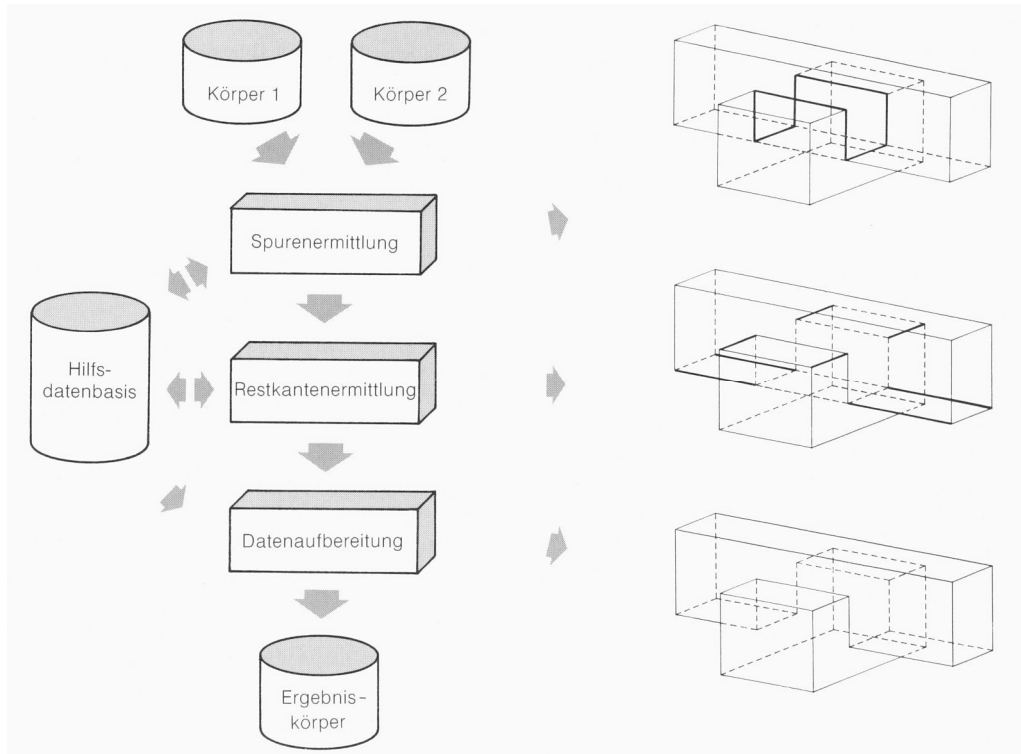 Körper 1
Körper 2
Spurenermittlung
Hilfs-
datenbasis
Restkantenermittlung
Datenaufbereitung
Ergebnis-
körper